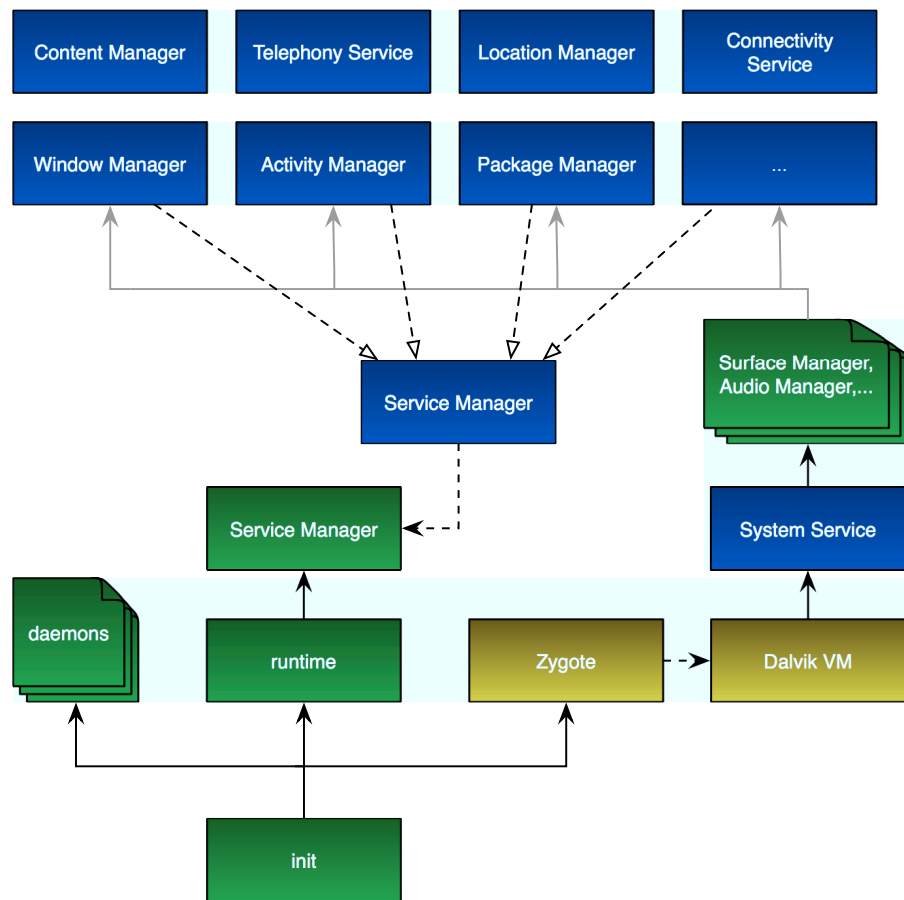 Content Manager
Telephony Service
Location Manager
Connectivity
Service
Window Manager
Activity Manager
Package Manager
...
Surface Manager,
Audio Manager,...
Service Manager
Service Manager
System Service
daemons
runtime
Zygote
Dalvik VM
init